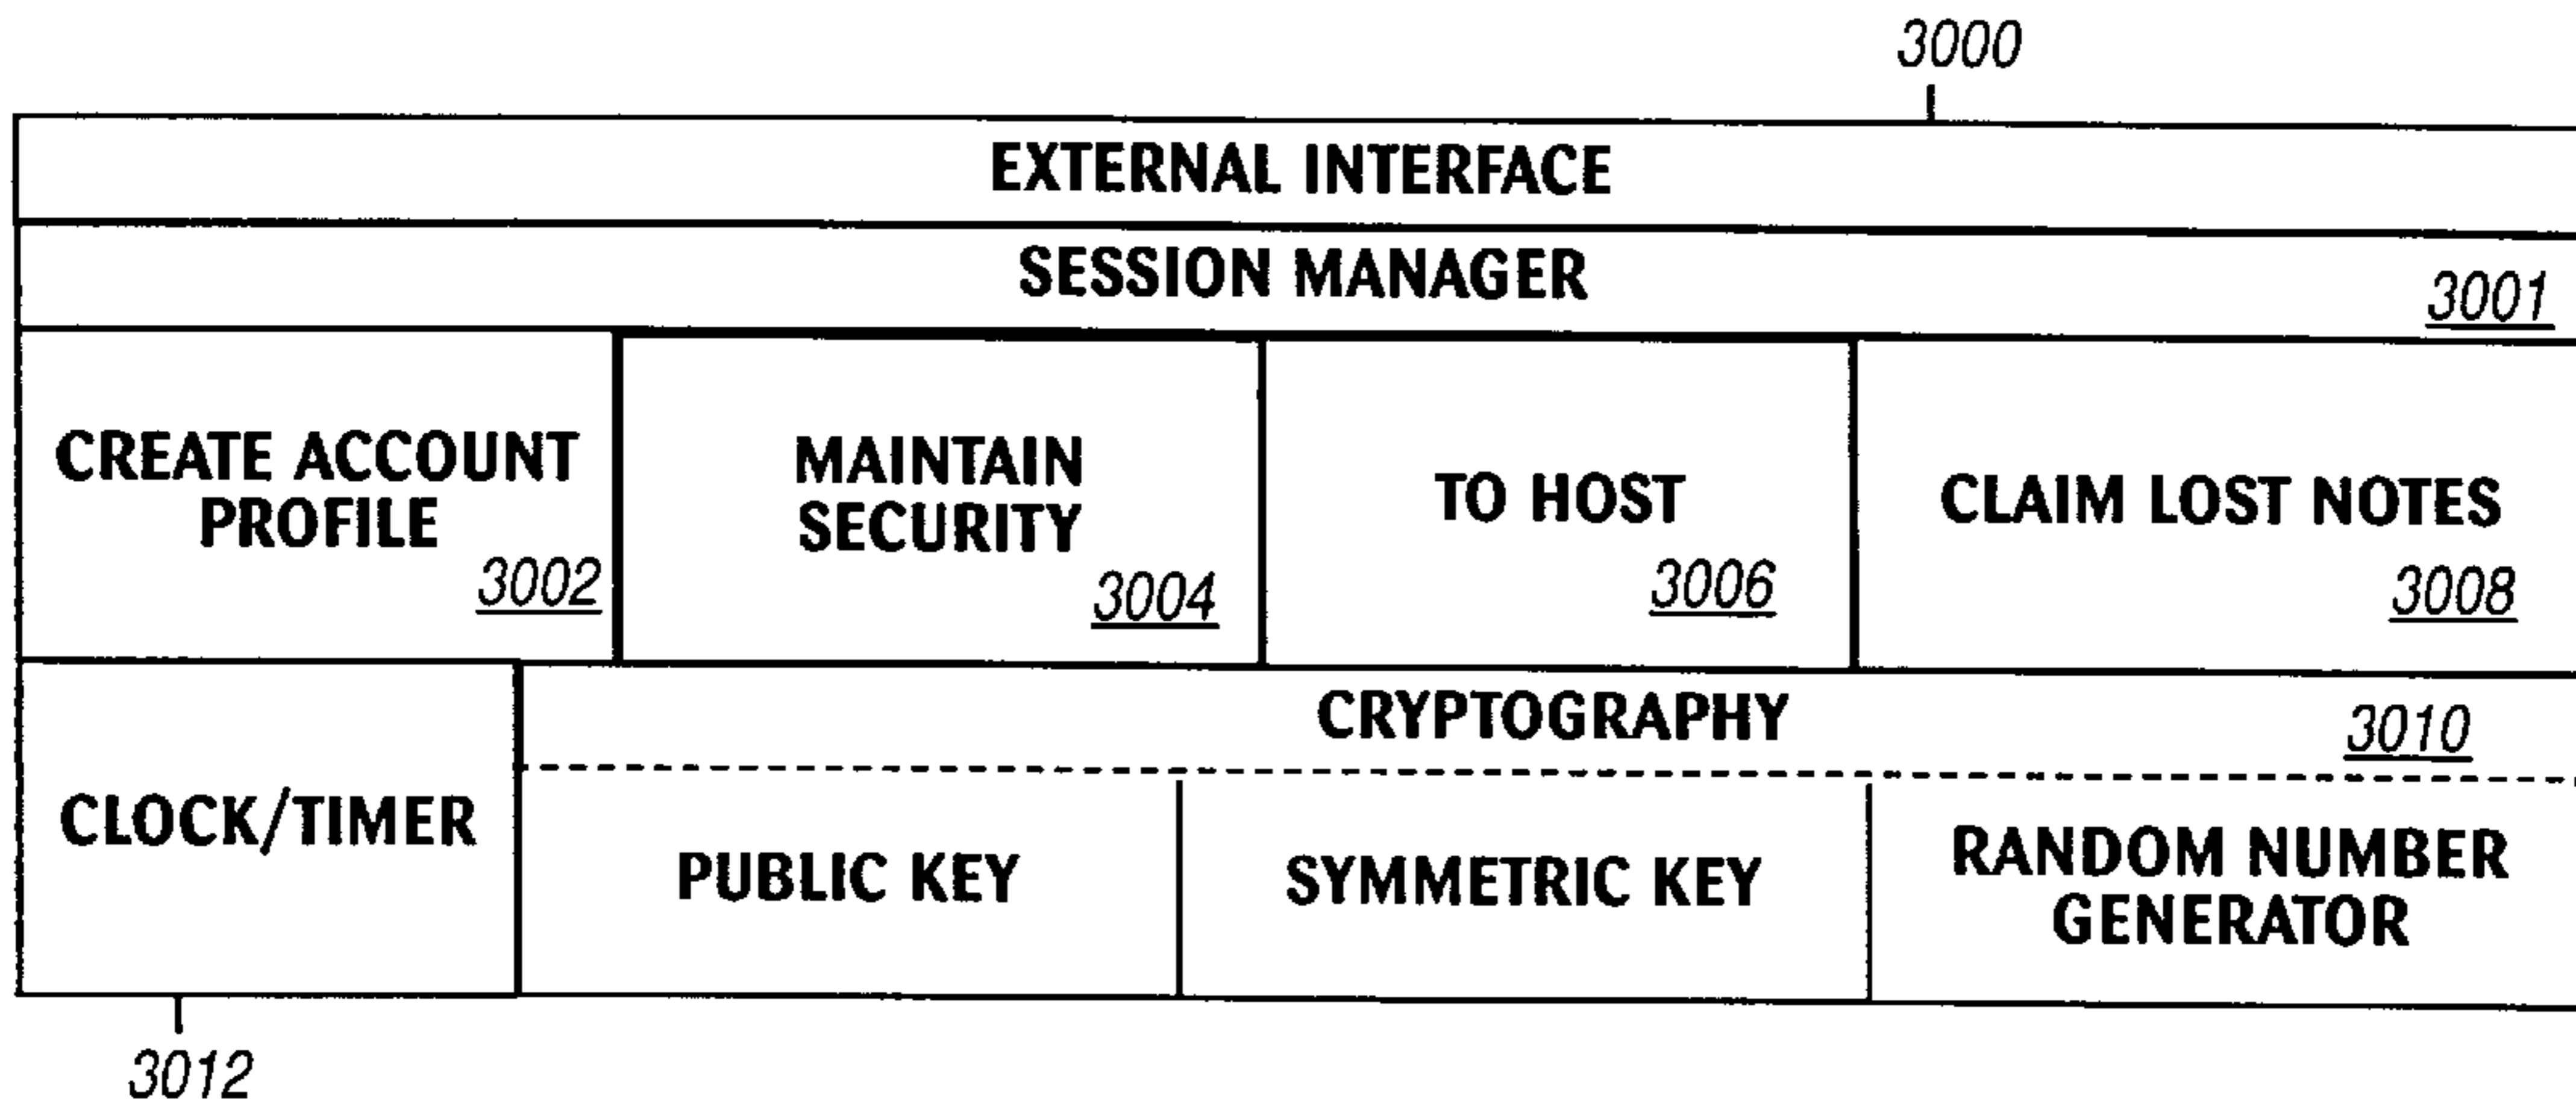 3000
EXTERNAL INTERFACE
SESSION MANAGER
3001
CREATE ACCOUNT
PROFILE
3002
MAINTAIN
SECURITY
3004
TO HOST
3006
CLAIM LOST NOTES
3008
CLOCK/TIMER
CRYPTOGRAPHY
3010
PUBLIC KEY
SYMMETRIC KEY
RANDOM NUMBER
GENERATOR
3012